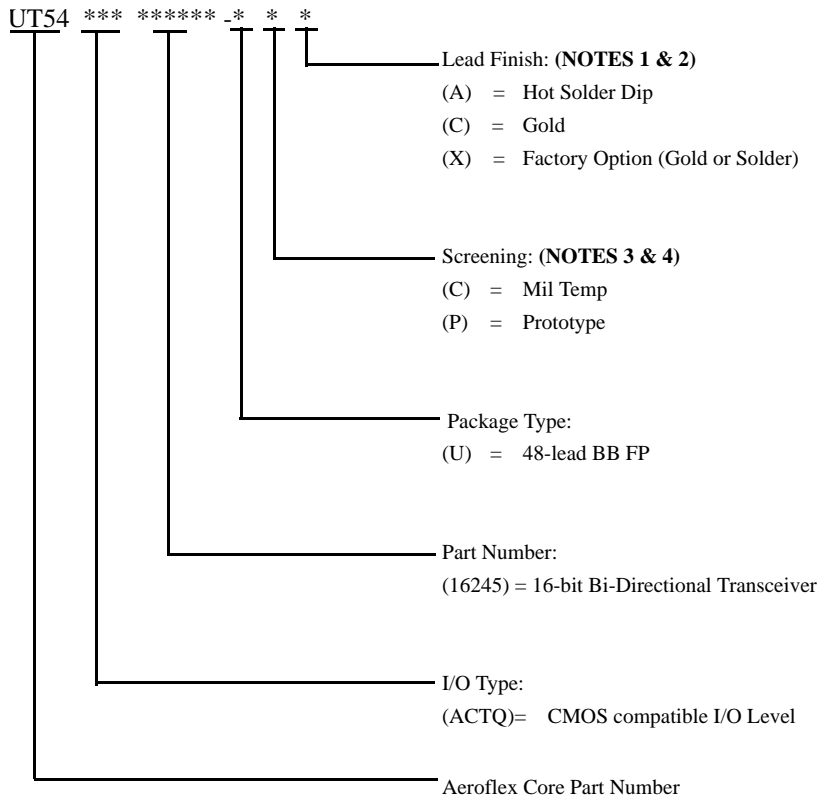 UT54 *** ****** -* * *
Lead Finish: (NOTES 1 & 2)
(A) = Hot Solder Dip
(C) = Gold
(X) = Factory Option (Gold or Solder)
Screening: (NOTES 3 & 4)
(C) = Mil Temp
(P) = Prototype
Package Type:
(U) = 48-lead BB FP
Part Number:
(16245) = 16-bit Bi-Directional Transceiver
I/O Type:
(ACTQ)= CMOS compatible I/O Level
Aeroflex Core Part Number